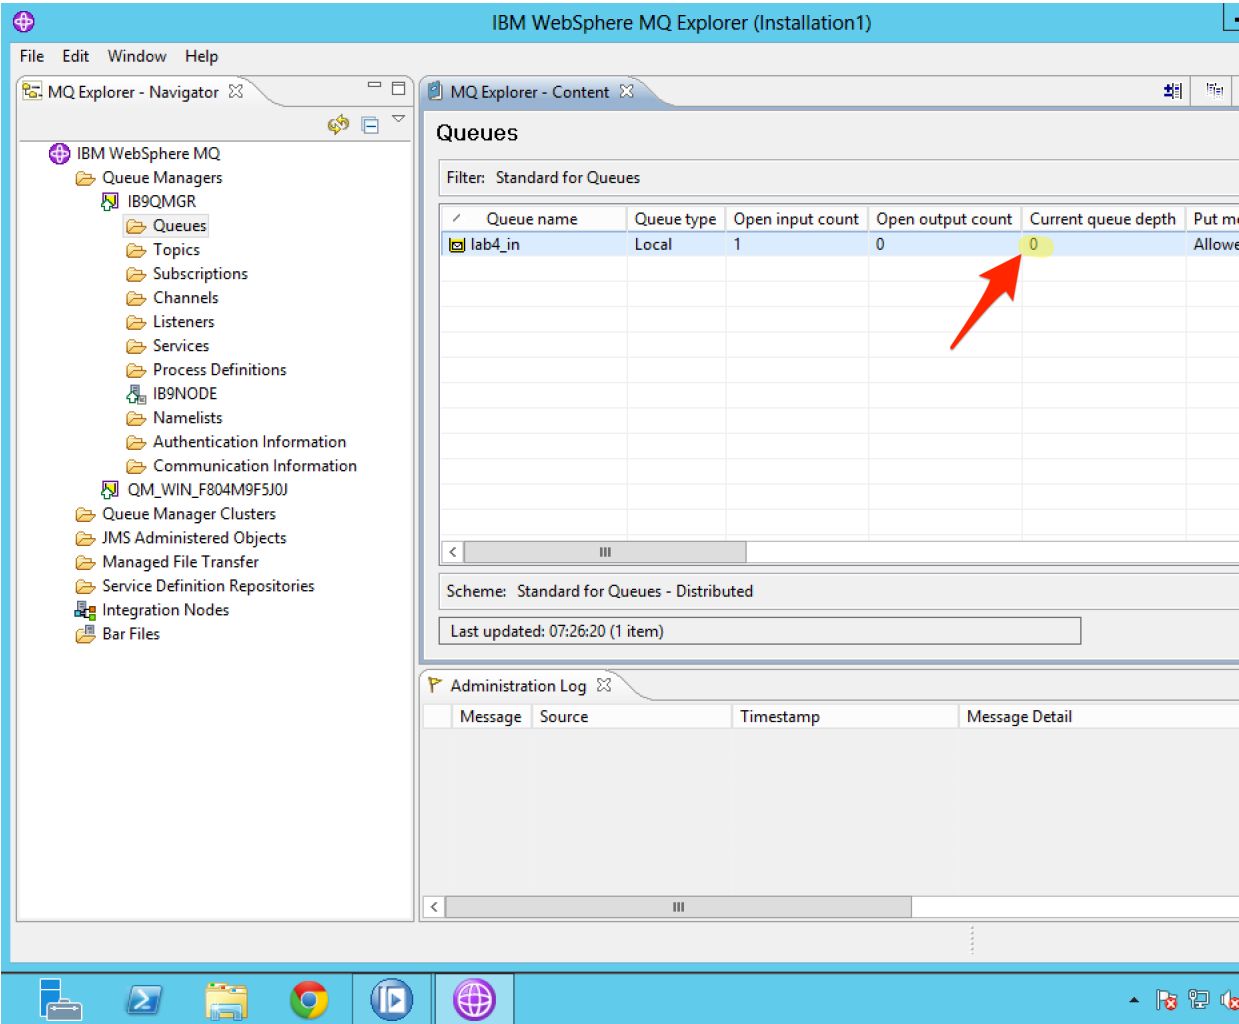 IBM WebSphere MQ Explorer (Installation1)
File Edit Window Help
MQ Explorer - Navigator
IBM WebSphere MQ
Queue Managers
IB9QMGR
Queues
Topics
Subscriptions
Channels
Listeners
Services
Process Definitions
IB9NODE
Namelists
Authentication Information
Communication Information
QM_WIN_F804M9F5J0J
Queue Manager Clusters
JMS Administered Objects
Managed File Transfer
Service Definition Repositories
Integration Nodes
Bar Files
MQ Explorer - Content
Queues
Filter: Standard for Queues
Queue name Queue type Open input count Open output count Current queue depth Put
lab4_in Local 1 0 0
Scheme: Standard for Queues - Distributed
Last updated: 07:26:20 (1 item)
Administration Log
Message Source Timestamp Message Detail